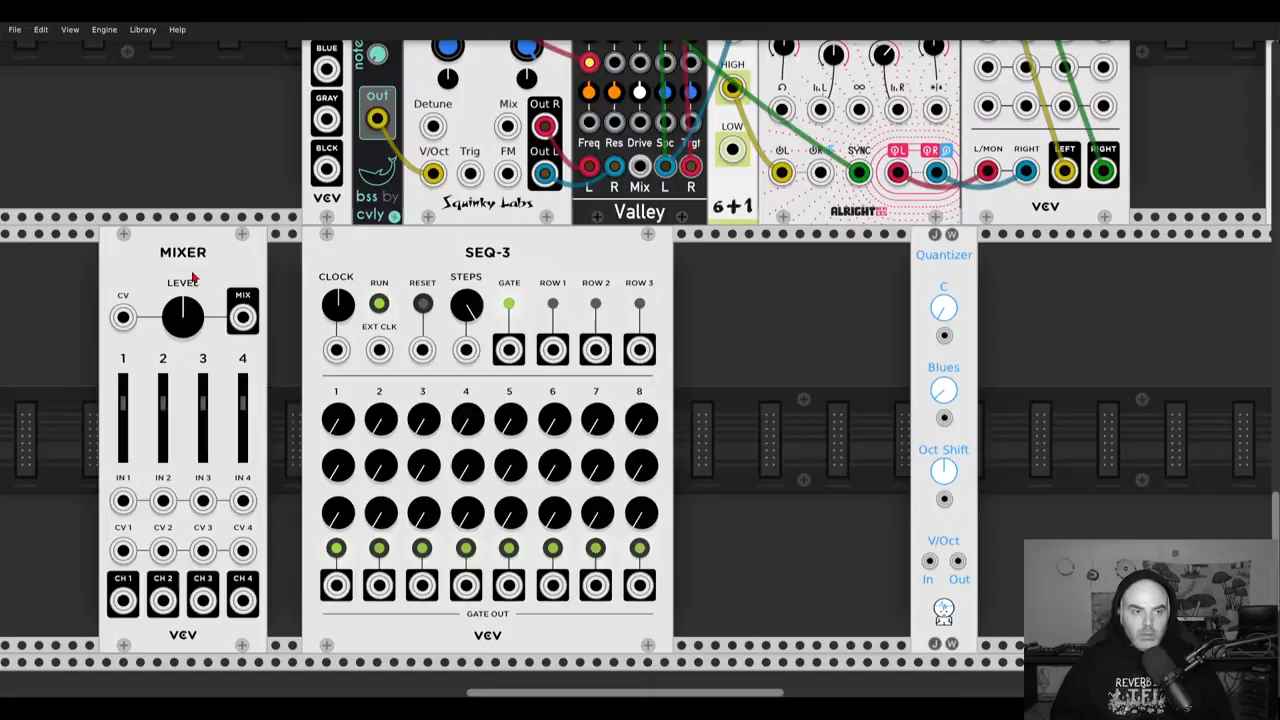 File Edit View Engine Library Help
BLUE
GRAY
BLCK
VCV
note
out
bss by
cvly
Detune Mix Out R
V/Oct Trig FM Out L
Squinky Labs
Freq Res Drive Spc Trgt
L R Mix L R
Valley
HIGH
LOW
6+1
SYNC
ALRIGHT
L/MON RIGHT LEFT RIGHT
VCV
MIXER
LEVEL
CV MIX
1 2 3 4
IN 1 IN 2 IN 3 IN 4
CV 1 CV 2 CV 3 CV 4
CH 1 CH 2 CH 3 CH 4
VCV
SEQ-3
CLOCK RUN RESET STEPS GATE ROW 1 ROW 2 ROW 3
EXT CLK
1 2 3 4 5 6 7 8
GATE OUT
VCV
J W
Quantizer
C
Blues
Oct Shift
V/Oct
In Out
J W